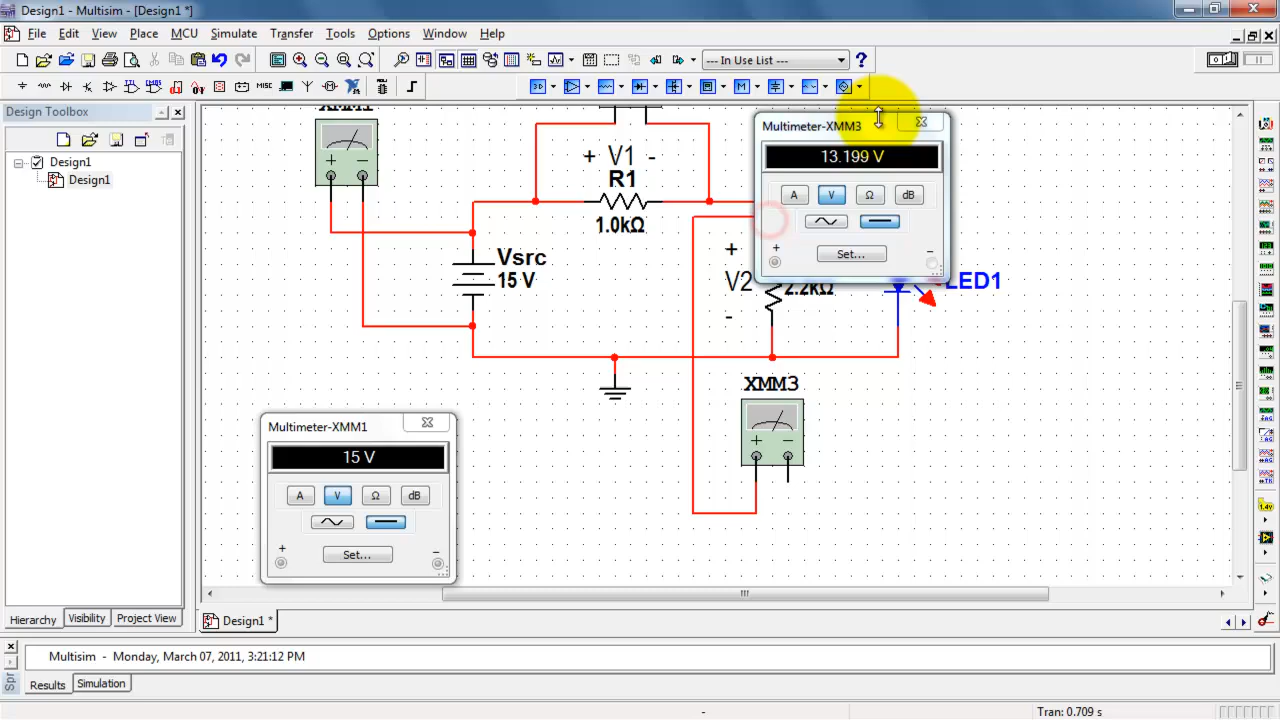 Design1 - Multisim - [Design1 *]
File Edit View Place MCU Simulate Transfer Tools Options Window Help
--- In Use List ---
MISC
Design Toolbox
Design1
Design1
Hierarchy Visibility Project View
XMM1
+ -
+ V1 -
R1
1.0kΩ
Vsrc
15 V
Multimeter-XMM3
13.199 V
A V Ω dB
Set...
+ -
+
V2
-
2.2kΩ
LED1
XMM3
+ -
Multimeter-XMM1
15 V
A V Ω dB
Set...
+ -
Design1 *
Multisim - Monday, March 07, 2011, 3:21:12 PM
Spr
Results Simulation
- Tran: 0.709 s